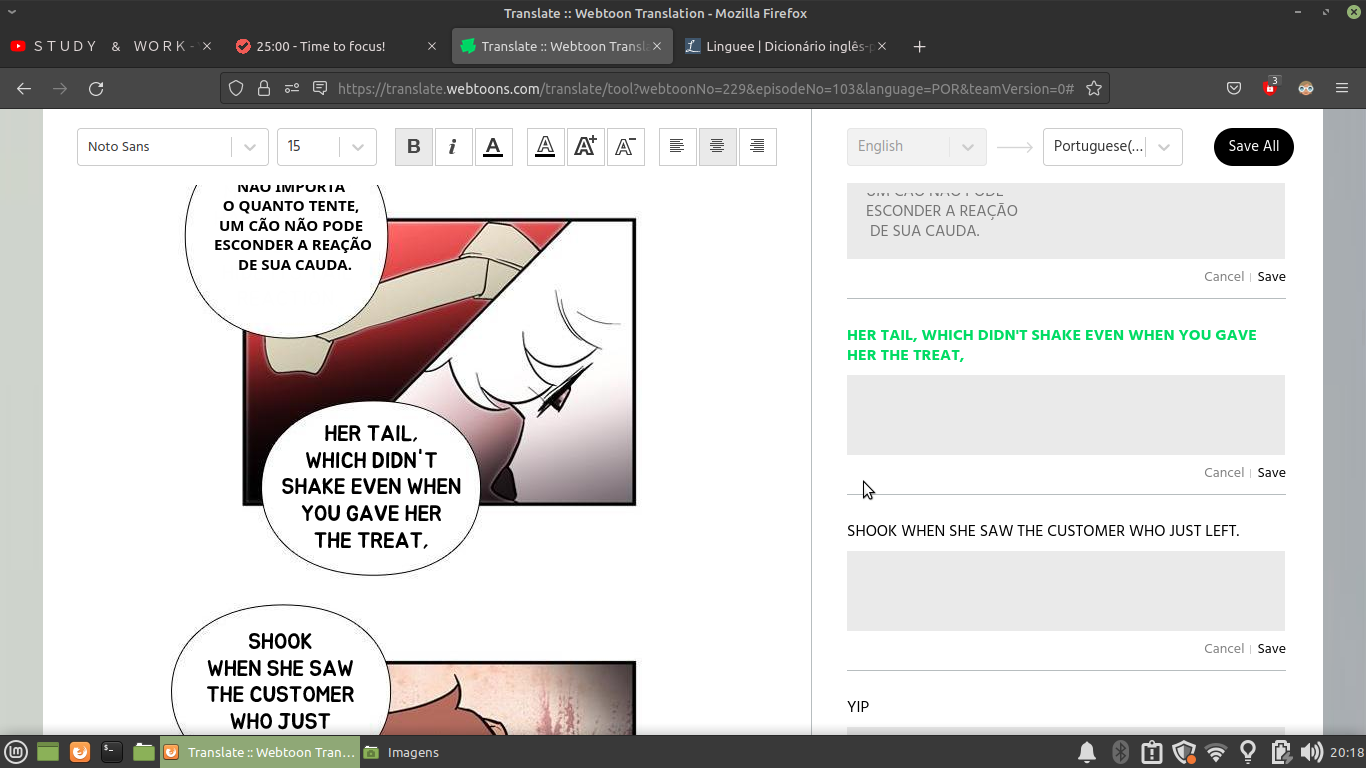 Translate :: Webtoon Translation - Mozilla Firefox
S T U D Y & W O R K -
25:00 - Time to focus!
Translate :: Webtoon Transla
Linguee | Dicionário inglês-p
https://translate.webtoons.com/translate/tool?webtoonNo=229&episodeNo=103&language=POR&teamVersion=0#
3
Noto Sans
15
B
i
A
A
A+
A-
English
Portuguese(...
Save All
NÃO IMPORTA
O QUANTO TENTE,
UM CÃO NÃO PODE
ESCONDER A REAÇÃO
DE SUA CAUDA.
HER TAIL,
WHICH DIDN'T
SHAKE EVEN WHEN
YOU GAVE HER
THE TREAT,
SHOOK
WHEN SHE SAW
THE CUSTOMER
WHO JUST
UM CÃO NÃO PODE
ESCONDER A REAÇÃO
DE SUA CAUDA.
Cancel | Save
HER TAIL, WHICH DIDN'T SHAKE EVEN WHEN YOU GAVE
HER THE TREAT,
Cancel | Save
SHOOK WHEN SHE SAW THE CUSTOMER WHO JUST LEFT.
Cancel | Save
YIP
Translate :: Webtoon Tran...
Imagens
20:18